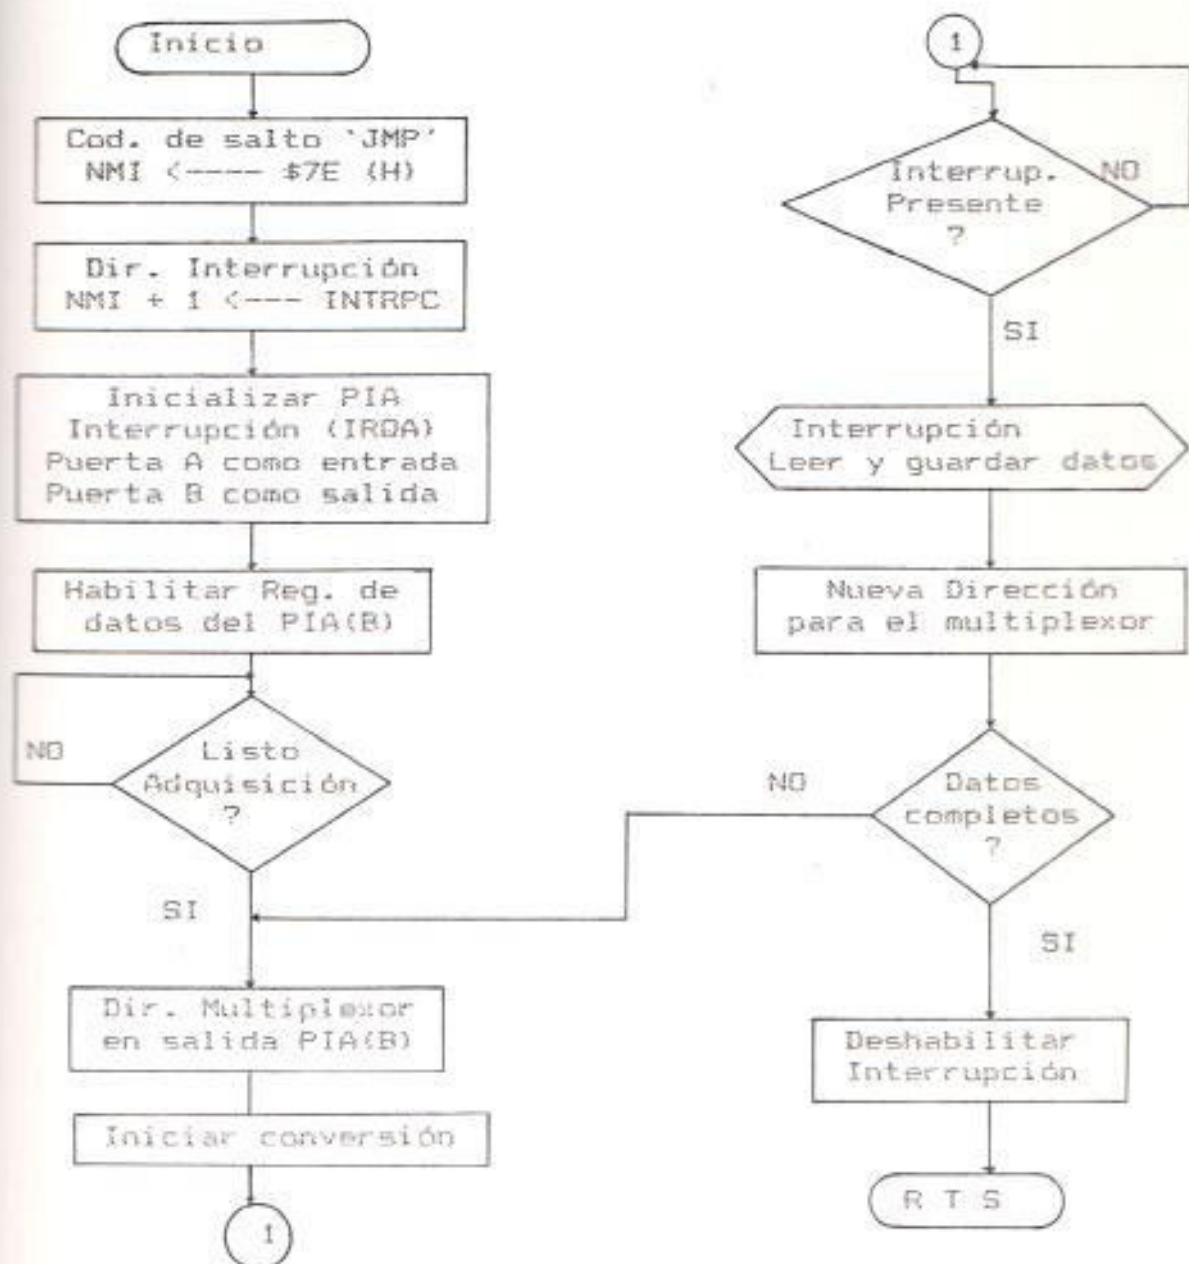 Inicio
Cod. de salto 'JMP'
NMI <---- $7E (H)
Dir. Interrupción
NMI + 1 <--- INTRPC
Inicializar PIA
Interrupción (IRQA)
Puerta A como entrada
Puerta B como salida
Habilitar Reg. de
datos del PIA(B)
NO
Listo
Adquisición
?
SI
Dir. Multiplexor
en salida PIA(B)
Iniciar conversión
1
1
Interrup.
Presente
?
NO
SI
Interrupción
Leer y guardar datos
Nueva Dirección
para el multiplexor
NO
Datos
completos
?
SI
Deshabilitar
Interrupción
R T S